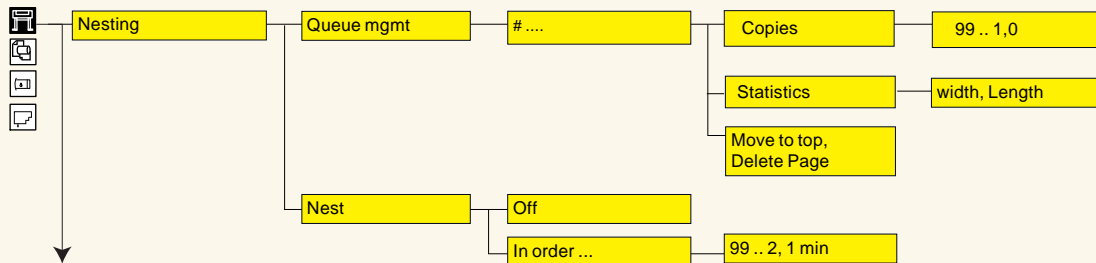 Nesting
Queue mgmt
# ....
Copies
99 .. 1,0
Statistics
width, Length
Move to top,
Delete Page
Nest
Off
In order ...
99 .. 2, 1 min